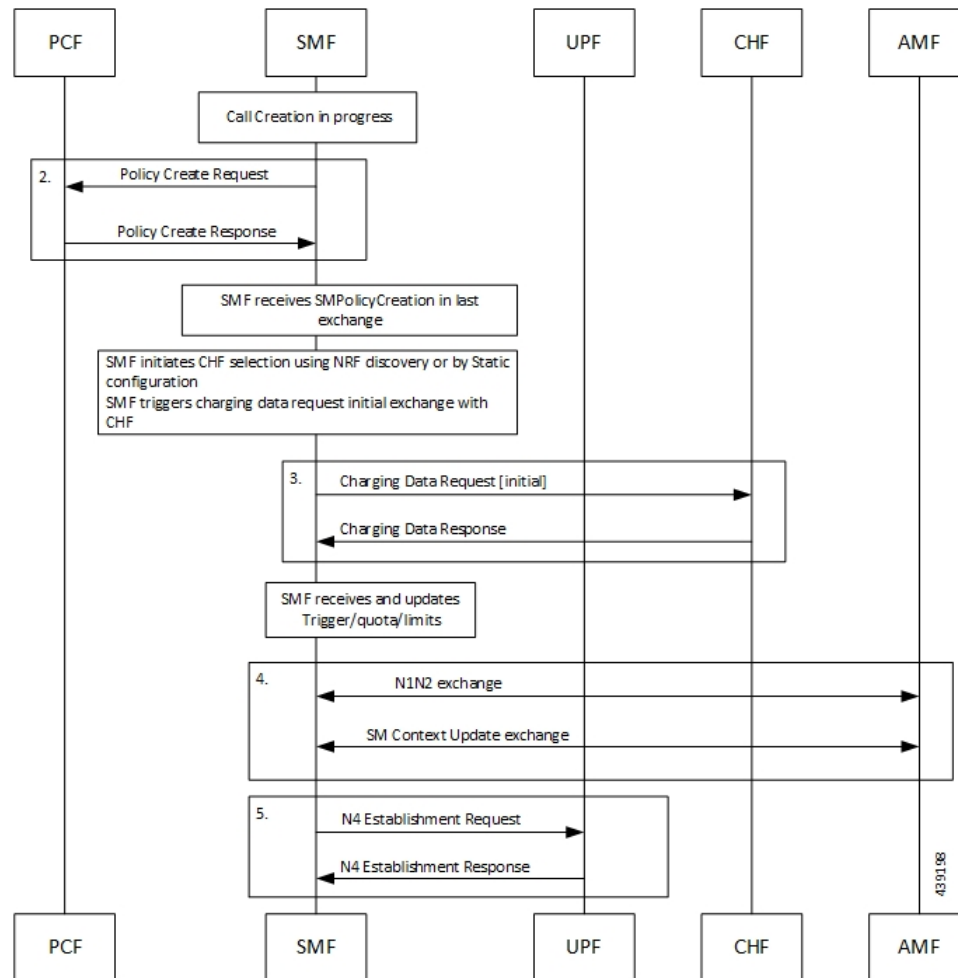 PCF
SMF
UPF
CHF
AMF
Call Creation in progress
2.
Policy Create Request
Policy Create Response
SMF receives SMPolicyCreation in last
exchange
SMF initiates CHF selection using NRF discovery or by Static
configuration
SMF triggers charging data request initial exchange with
CHF
3.
Charging Data Request [initial]
Charging Data Response
SMF receives and updates
Trigger/quota/limits
4.
N1N2 exchange
SM Context Update exchange
5.
N4 Establishment Request
N4 Establishment Response
439198
PCF
SMF
UPF
CHF
AMF